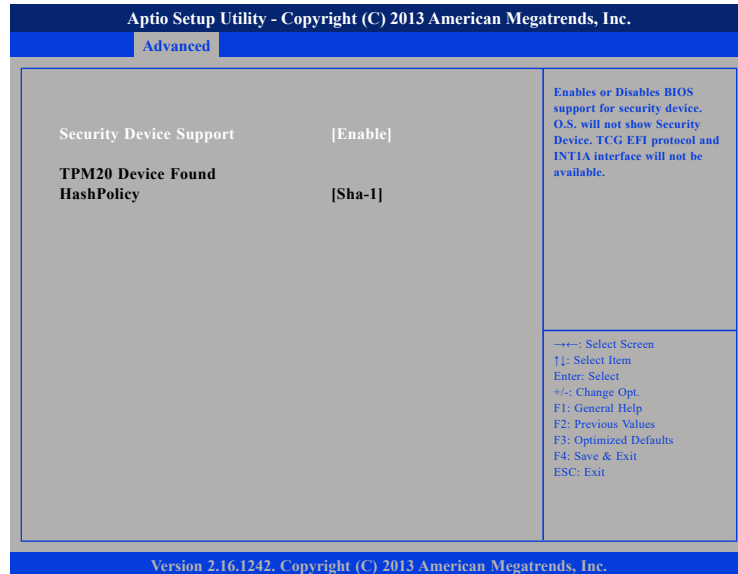 Aptio Setup Utility - Copyright (C) 2013 American Megatrends, Inc.
Advanced
Security Device Support [Enable]
TPM20 Device Found
HashPolicy [Sha-1]
Enables or Disables BIOS
support for security device.
O.S. will not show Security
Device. TCG EFI protocol and
INT1A interface will not be
available.
→←: Select Screen
↑↓: Select Item
Enter: Select
+/-: Change Opt.
F1: General Help
F2: Previous Values
F3: Optimized Defaults
F4: Save & Exit
ESC: Exit
Version 2.16.1242. Copyright (C) 2013 American Megatrends, Inc.